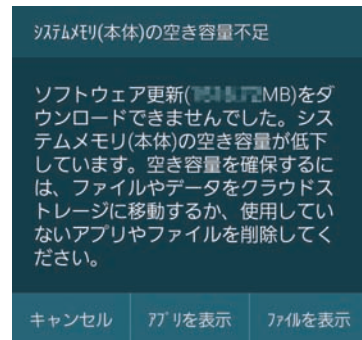 ｼｽﾃﾑﾒﾓﾘ(本体)の空き容量不足
ソフトウェア更新(MB)をダ
ウンロードできませんでした。シス
テムメモリ(本体)の空き容量が低下
しています。空き容量を確保するに
は、ファイルやデータをクラウドス
トレージに移動するか、使用してい
ないアプリやファイルを削除してく
ださい。
キャンセル
ｱﾌﾟﾘを表示
ﾌｧｲﾙを表示